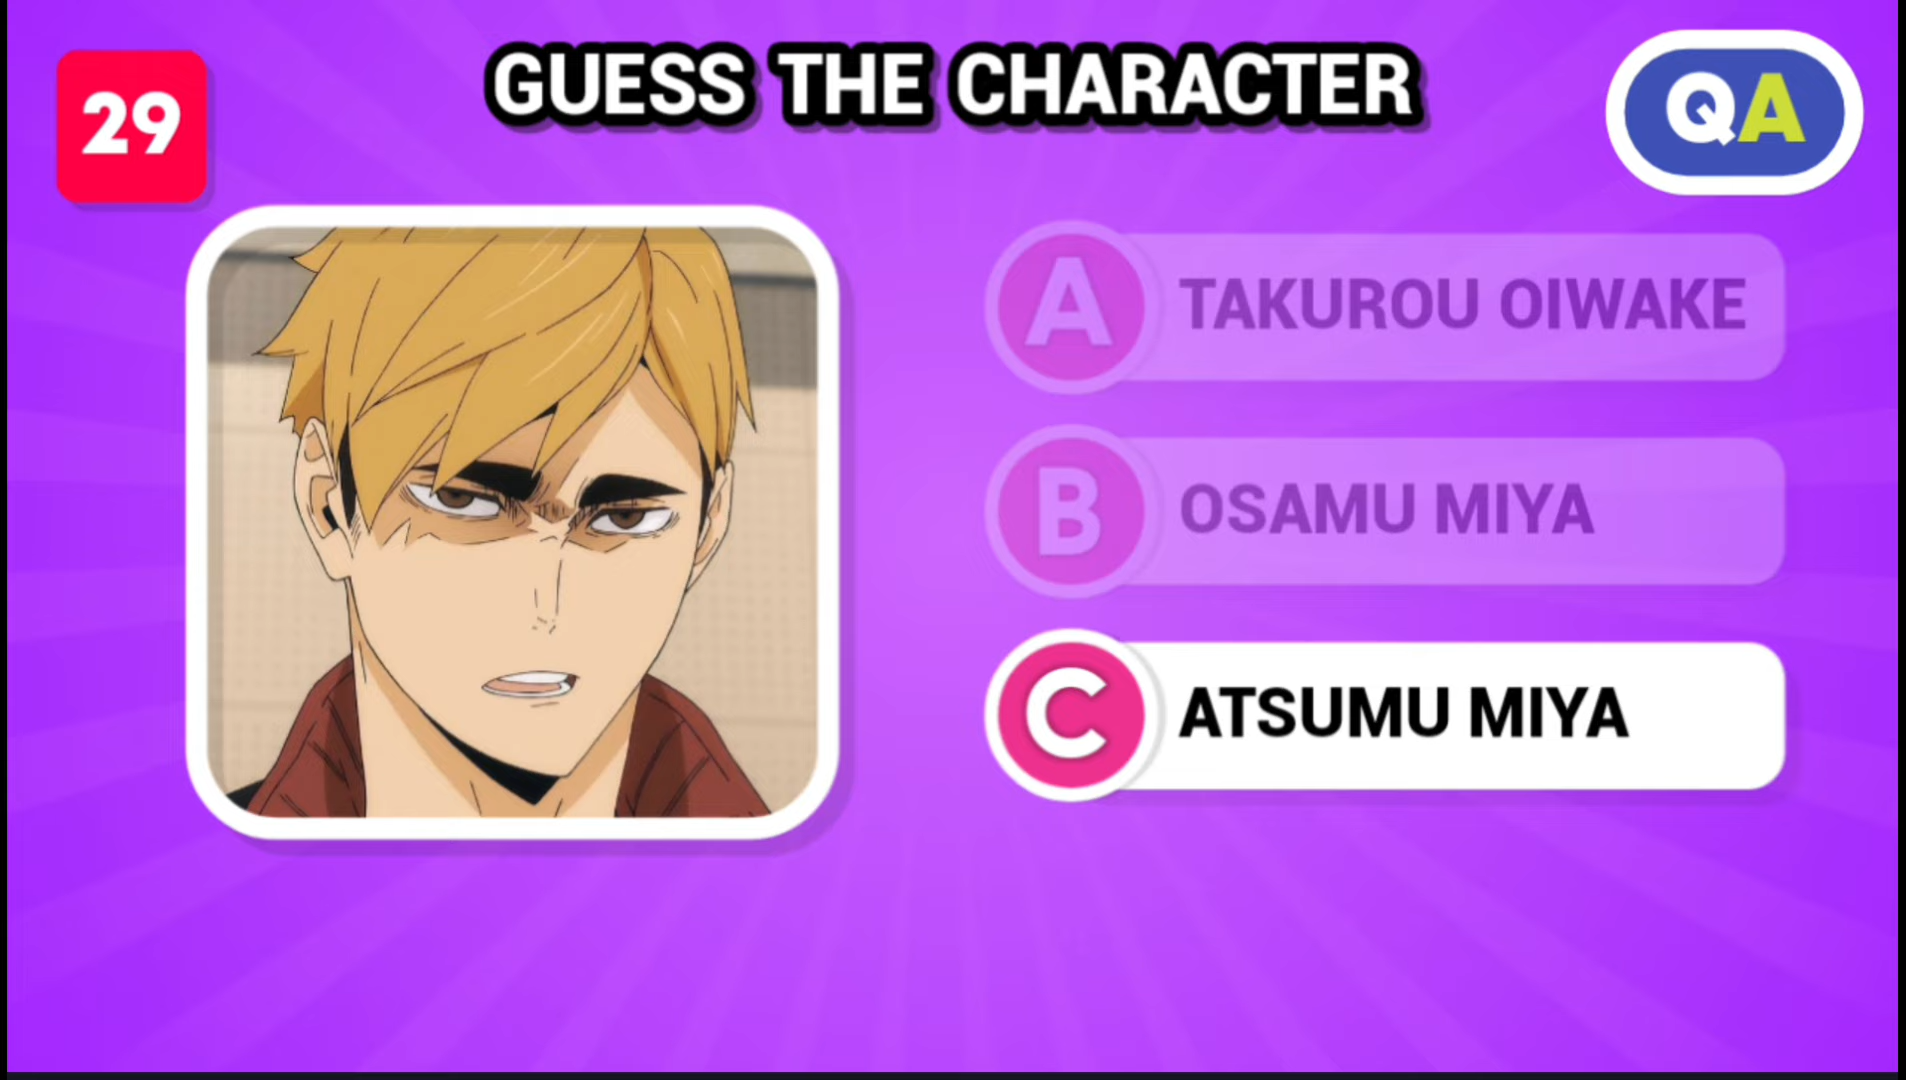 29
GUESS THE CHARACTER
QA
A TAKUROU OIWAKE
B OSAMU MIYA
C ATSUMU MIYA